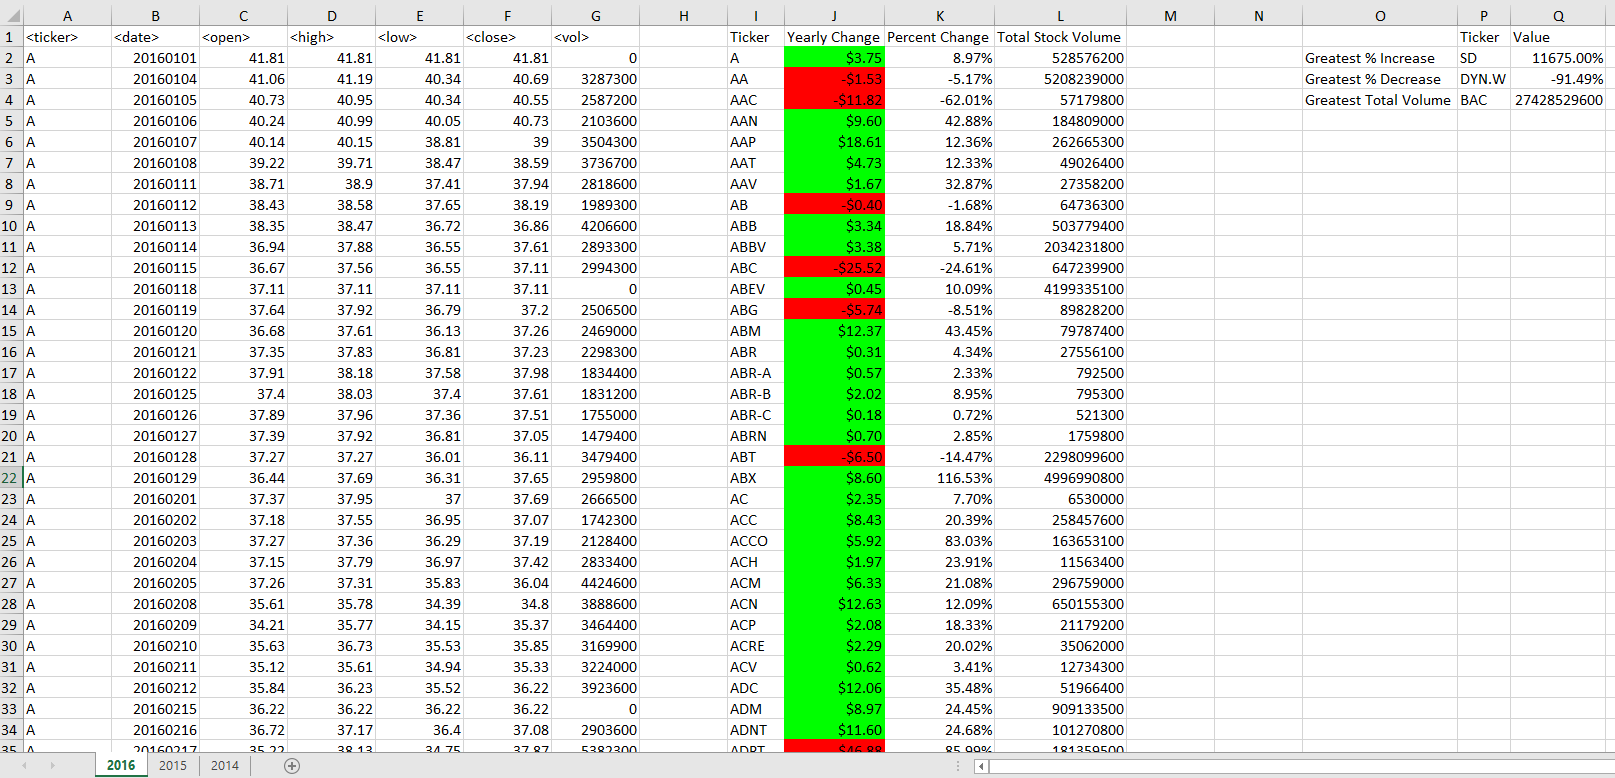 A B C D E F G H I J K L M N O P Q
1 <ticker> <date> <open> <high> <low> <close> <vol> Ticker Yearly Change Percent Change Total Stock Volume Ticker Value
2 A 20160101 41.81 41.81 41.81 41.81 0 A $3.75 8.97% 528576200 Greatest % Increase SD 11675.00%
3 A 20160104 41.06 41.19 40.34 40.69 3287300 AA -$1.53 -5.17% 5208239000 Greatest % Decrease DYN.W -91.49%
4 A 20160105 40.73 40.95 40.34 40.55 2587200 AAC -$11.82 -62.01% 57179800 Greatest Total Volume BAC 27428529600
5 A 20160106 40.24 40.99 40.05 40.73 2103600 AAN $9.60 42.88% 184809000
6 A 20160107 40.14 40.15 38.81 39 3504300 AAP $18.61 12.36% 262665300
7 A 20160108 39.22 39.71 38.47 38.59 3736700 AAT $4.73 12.33% 49026400
8 A 20160111 38.71 38.9 37.41 37.94 2818600 AAV $1.67 32.87% 27358200
9 A 20160112 38.43 38.58 37.65 38.19 1989300 AB -$0.40 -1.68% 64736300
10 A 20160113 38.35 38.47 36.72 36.86 4206600 ABB $3.34 18.84% 503779400
11 A 20160114 36.94 37.88 36.55 37.61 2893300 ABBV $3.38 5.71% 2034231800
12 A 20160115 36.67 37.56 36.55 37.11 2994300 ABC -$25.52 -24.61% 647239900
13 A 20160118 37.11 37.11 37.11 37.11 0 ABEV $0.45 10.09% 4199335100
14 A 20160119 37.64 37.92 36.79 37.2 2506500 ABG -$5.74 -8.51% 89828200
15 A 20160120 36.68 37.61 36.13 37.26 2469000 ABM $12.37 43.45% 79787400
16 A 20160121 37.35 37.83 36.81 37.23 2298300 ABR $0.31 4.34% 27556100
17 A 20160122 37.91 38.18 37.58 37.98 1834400 ABR-A $0.57 2.33% 792500
18 A 20160125 37.4 38.03 37.4 37.61 1831200 ABR-B $2.02 8.95% 795300
19 A 20160126 37.89 37.96 37.36 37.51 1755000 ABR-C $0.18 0.72% 521300
20 A 20160127 37.39 37.92 36.81 37.05 1479400 ABRN $0.70 2.85% 1759800
21 A 20160128 37.27 37.27 36.01 36.11 3479400 ABT -$6.50 -14.47% 2298099600
22 A 20160129 36.44 37.69 36.31 37.65 2959800 ABX $8.60 116.53% 4996990800
23 A 20160201 37.37 37.95 37 37.69 2666500 AC $2.35 7.70% 6530000
24 A 20160202 37.18 37.55 36.95 37.07 1742300 ACC $8.43 20.39% 258457600
25 A 20160203 37.27 37.36 36.29 37.19 2128400 ACCO $5.92 83.03% 163653100
26 A 20160204 37.15 37.79 36.97 37.42 2833400 ACH $1.97 23.91% 11563400
27 A 20160205 37.26 37.31 35.83 36.04 4424600 ACM $6.33 21.08% 296759000
28 A 20160208 35.61 35.78 34.39 34.8 3888600 ACN $12.63 12.09% 650155300
29 A 20160209 34.21 35.77 34.15 35.37 3464400 ACP $2.08 18.33% 21179200
30 A 20160210 35.63 36.73 35.53 35.85 3169900 ACRE $2.29 20.02% 35062000
31 A 20160211 35.12 35.61 34.94 35.33 3224000 ACV $0.62 3.41% 12734300
32 A 20160212 35.84 36.23 35.52 36.22 3923600 ADC $12.06 35.48% 51966400
33 A 20160215 36.22 36.22 36.22 36.22 0 ADM $8.97 24.45% 909133500
34 A 20160216 36.72 37.17 36.4 37.08 2903600 ADNT $11.60 24.68% 101270800
35 A 20160217 35.22 38.13 34.75 37.87 5382300 ADPT
2016 2015 2014